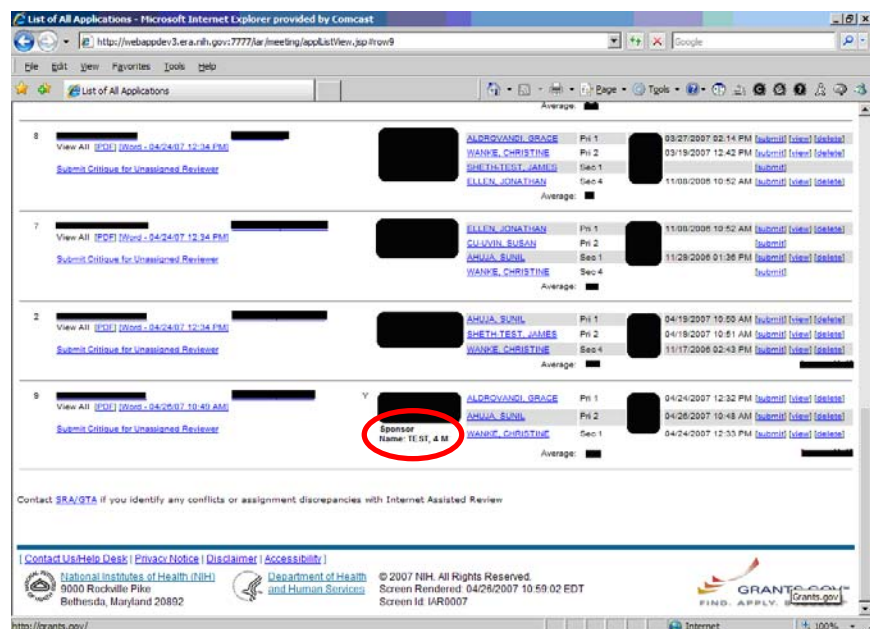 List of All Applications - Microsoft Internet Explorer provided by Comcast
http://webappdev3.era.nih.gov:7777/iar/meeting/applListView.jsp#row9
Google
File Edit View Favorites Tools Help
List of All Applications
Page Tools
Average:
8
View All [PDF] [Word - 04/24/07 12:34 PM]
Submit Critique for Unassigned Reviewer
ALDROVANDI, GRACE Pri 1 03/27/2007 02:14 PM [submit] [view] [delete]
WANKE, CHRISTINE Pri 2 03/19/2007 12:42 PM [submit] [view] [delete]
SHETH-TEST, JAMES Sec 1 [submit]
ELLEN, JONATHAN Sec 4 11/08/2006 10:52 AM [submit] [view] [delete]
Average:
7
View All [PDF] [Word - 04/24/07 12:34 PM]
Submit Critique for Unassigned Reviewer
ELLEN, JONATHAN Pri 1 11/08/2006 10:52 AM [submit] [view] [delete]
CU-UVIN, SUSAN Pri 2 [submit]
AHUJA, SUNIL Sec 1 11/29/2006 01:36 PM [submit] [view] [delete]
WANKE, CHRISTINE Sec 4 [submit]
Average:
2
View All [PDF] [Word - 04/24/07 12:34 PM]
Submit Critique for Unassigned Reviewer
AHUJA, SUNIL Pri 1 04/19/2007 10:50 AM [submit] [view] [delete]
SHETH-TEST, JAMES Pri 2 04/19/2007 10:51 AM [submit] [view] [delete]
WANKE, CHRISTINE Sec 4 11/17/2006 02:43 PM [submit] [view] [delete]
Average:
9 Y
View All [PDF] [Word - 04/26/07 10:49 AM]
Submit Critique for Unassigned Reviewer
Sponsor
Name: TEST, 4 M
ALDROVANDI, GRACE Pri 1 04/24/2007 12:32 PM [submit] [view] [delete]
AHUJA, SUNIL Pri 2 04/26/2007 10:48 AM [submit] [view] [delete]
WANKE, CHRISTINE Sec 1 04/24/2007 12:33 PM [submit] [view] [delete]
Average:
Contact SRA/GTA if you identify any conflicts or assignment discrepancies with Internet Assisted Review
[ Contact Us/Help Desk | Privacy Notice | Disclaimer | Accessibility ]
National Institutes of Health (NIH)
9000 Rockville Pike
Bethesda, Maryland 20892
Department of Health
and Human Services
© 2007 NIH. All Rights Reserved.
Screen Rendered: 04/26/2007 10:59:02 EDT
Screen Id: IAR0007
GRANTS.GOV
FIND. APPLY.
Grants.gov
http://grants.gov/
Internet 100%